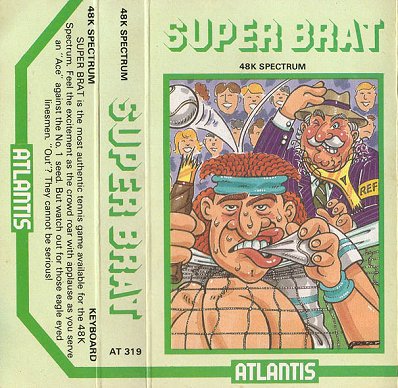 SUPER BRAT
48K SPECTRUM
REF
ATLANTIS
48K SPECTRUM
SUPER BRAT
AT 319
48K SPECTRUM
KEYBOARD
SUPER BRAT is the most authentic tennis game available for the 48K
Spectrum. Feel the excitement as the crowd roar with applause as you serve
an "Ace" against the No. 1 seed. But watch out for those eagle eyed
linesmen. "Out"? They cannot be serious!
ATLANTIS